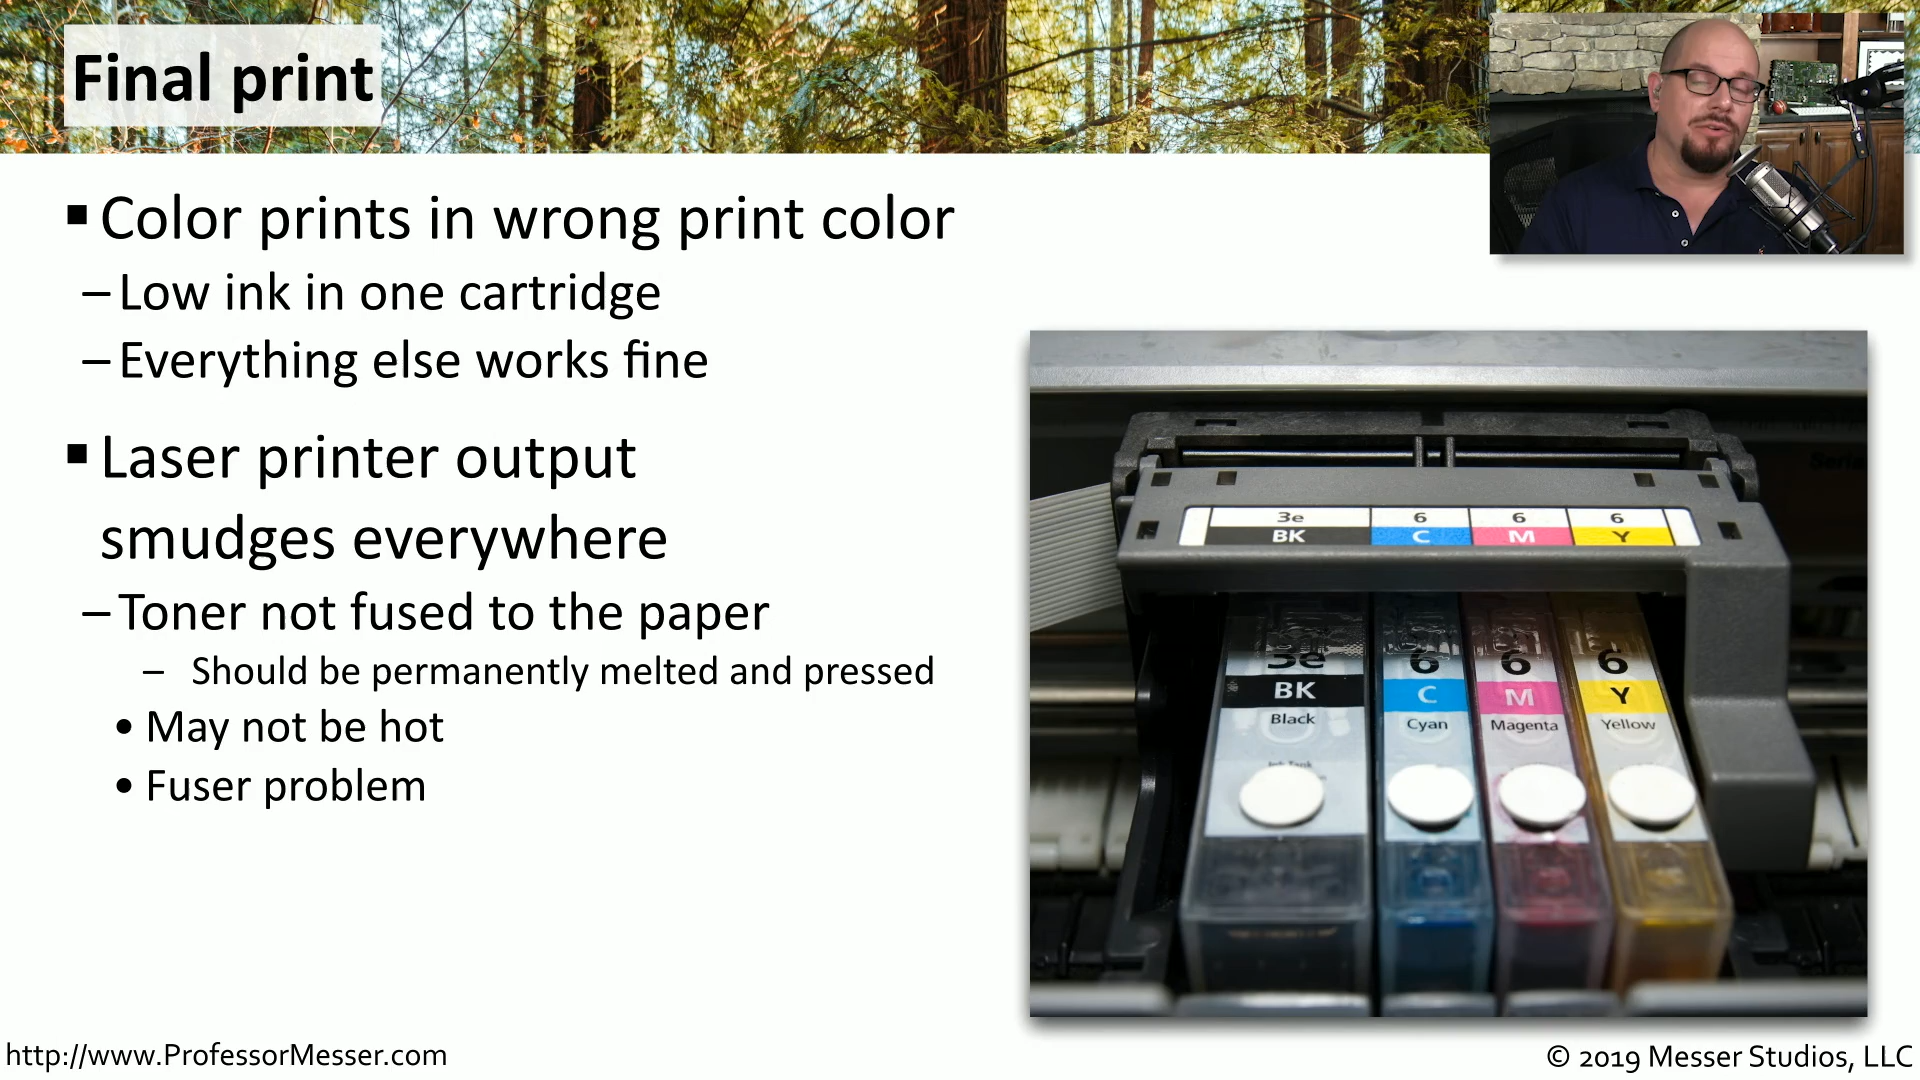 Final print
▪ Color prints in wrong print color
– Low ink in one cartridge
– Everything else works fine
▪ Laser printer output
smudges everywhere
– Toner not fused to the paper
– Should be permanently melted and pressed
• May not be hot
• Fuser problem
3e 6 6 6
BK C M Y
3e 6 6 6
BK C M Y
Black Cyan Magenta Yellow
http://www.ProfessorMesser.com
© 2019 Messer Studios, LLC